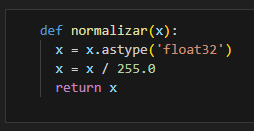 def normalizar(x):
    x = x.astype('float32')
    x = x / 255.0
    return x